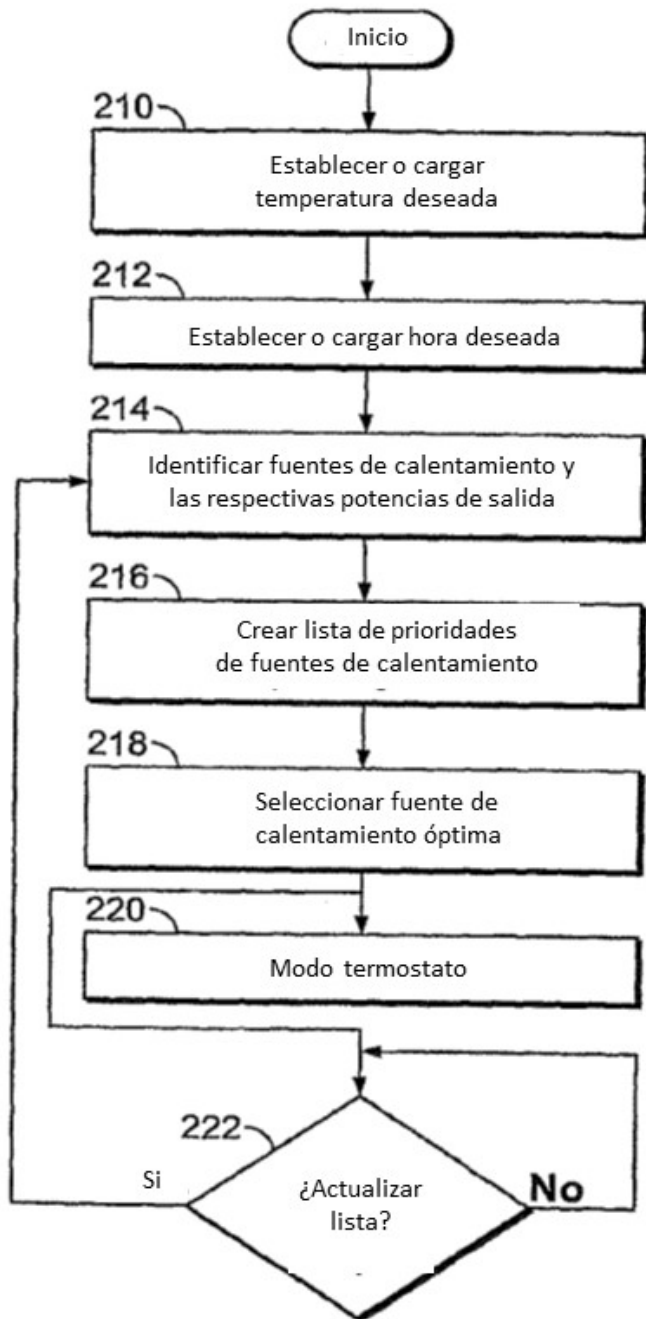 Inicio
210
Establecer o cargar
temperatura deseada
212
Establecer o cargar hora deseada
214
Identificar fuentes de calentamiento y
las respectivas potencias de salida
216
Crear lista de prioridades
de fuentes de calentamiento
218
Seleccionar fuente de
calentamiento óptima
220
Modo termostato
222
Si
¿Actualizar
lista?
No